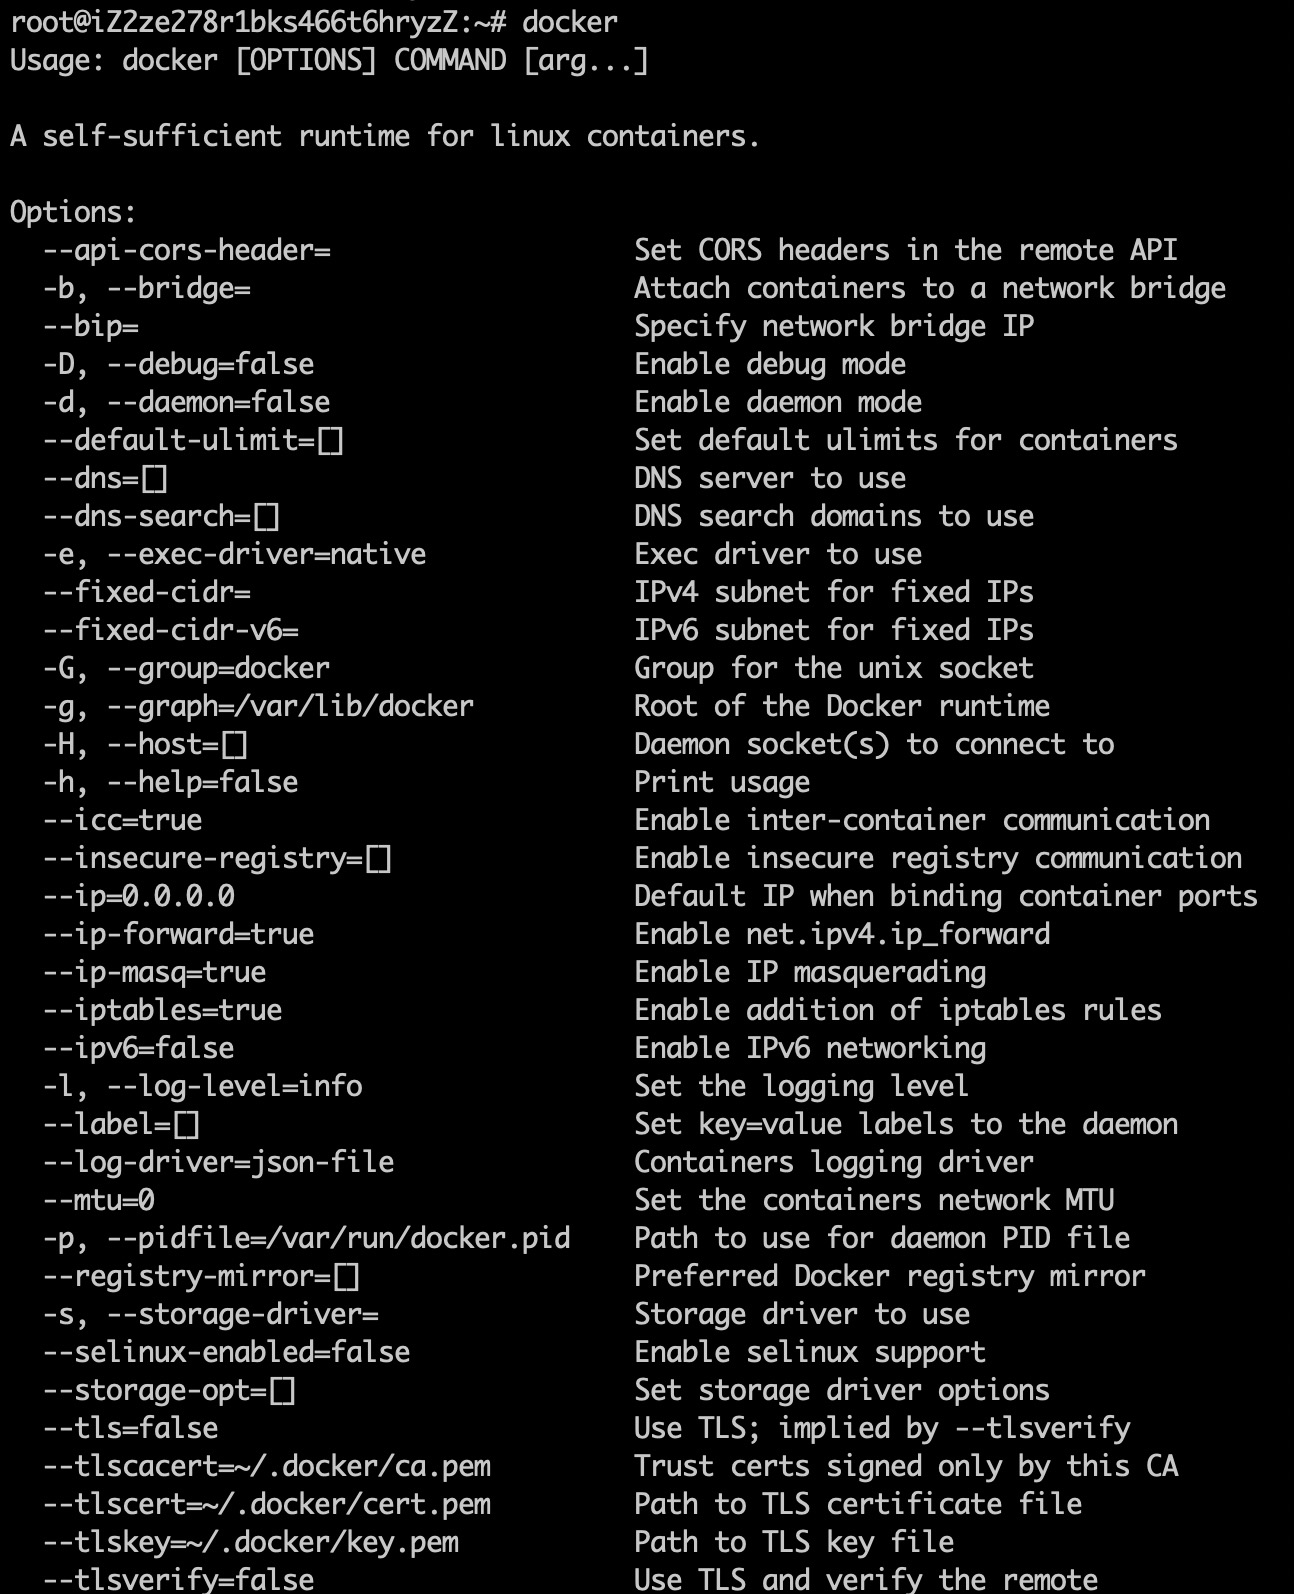 root@iZ2ze278r1bks466t6hryzZ:~# docker
Usage: docker [OPTIONS] COMMAND [arg...]

A self-sufficient runtime for linux containers.

Options:
  --api-cors-header=                   Set CORS headers in the remote API
  -b, --bridge=                        Attach containers to a network bridge
  --bip=                               Specify network bridge IP
  -D, --debug=false                    Enable debug mode
  -d, --daemon=false                   Enable daemon mode
  --default-ulimit=[]                  Set default ulimits for containers
  --dns=[]                             DNS server to use
  --dns-search=[]                      DNS search domains to use
  -e, --exec-driver=native             Exec driver to use
  --fixed-cidr=                        IPv4 subnet for fixed IPs
  --fixed-cidr-v6=                     IPv6 subnet for fixed IPs
  -G, --group=docker                   Group for the unix socket
  -g, --graph=/var/lib/docker          Root of the Docker runtime
  -H, --host=[]                        Daemon socket(s) to connect to
  -h, --help=false                     Print usage
  --icc=true                           Enable inter-container communication
  --insecure-registry=[]               Enable insecure registry communication
  --ip=0.0.0.0                         Default IP when binding container ports
  --ip-forward=true                    Enable net.ipv4.ip_forward
  --ip-masq=true                       Enable IP masquerading
  --iptables=true                      Enable addition of iptables rules
  --ipv6=false                         Enable IPv6 networking
  -l, --log-level=info                 Set the logging level
  --label=[]                           Set key=value labels to the daemon
  --log-driver=json-file               Containers logging driver
  --mtu=0                              Set the containers network MTU
  -p, --pidfile=/var/run/docker.pid    Path to use for daemon PID file
  --registry-mirror=[]                 Preferred Docker registry mirror
  -s, --storage-driver=                Storage driver to use
  --selinux-enabled=false              Enable selinux support
  --storage-opt=[]                     Set storage driver options
  --tls=false                          Use TLS; implied by --tlsverify
  --tlscacert=~/.docker/ca.pem         Trust certs signed only by this CA
  --tlscert=~/.docker/cert.pem         Path to TLS certificate file
  --tlskey=~/.docker/key.pem           Path to TLS key file
  --tlsverify=false                    Use TLS and verify the remote